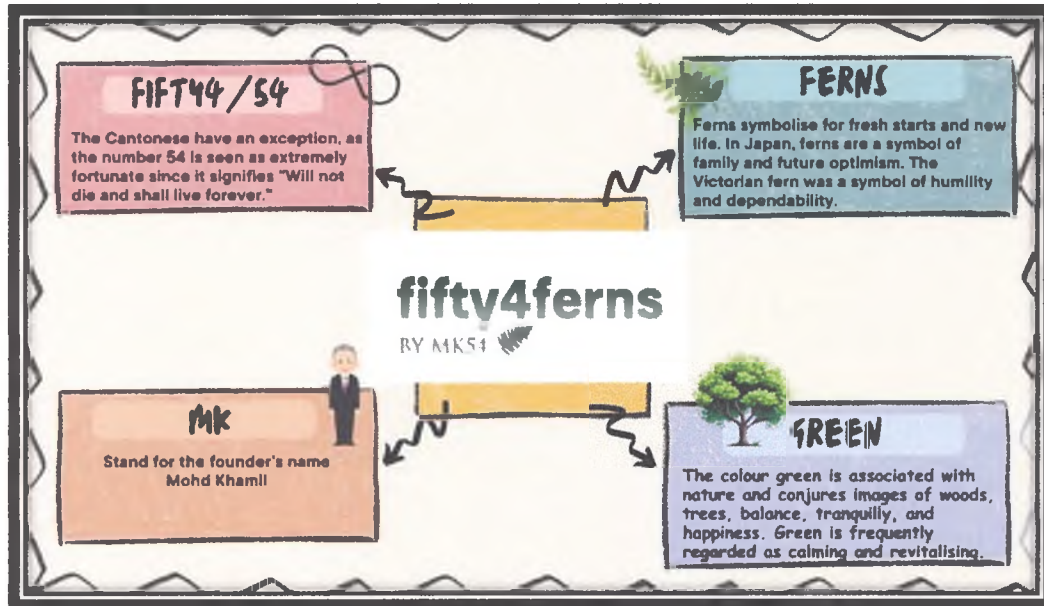 FIFTY4/54
The Cantonese have an exception, as
the number 54 is seen as extremely
fortunate since it signifies "Will not
die and shall live forever."
FERNS
Ferns symbolise for fresh starts and new
life. In Japan, ferns are a symbol of
family and future optimism. The
Victorian fern was a symbol of humility
and dependability.
fifty4ferns
BY MK54
MK
Stand for the founder's name
Mohd Khamil
GREEN
The colour green is associated with
nature and conjures images of woods,
trees, balance, tranquilly, and
happiness. Green is frequently
regarded as calming and revitalising.